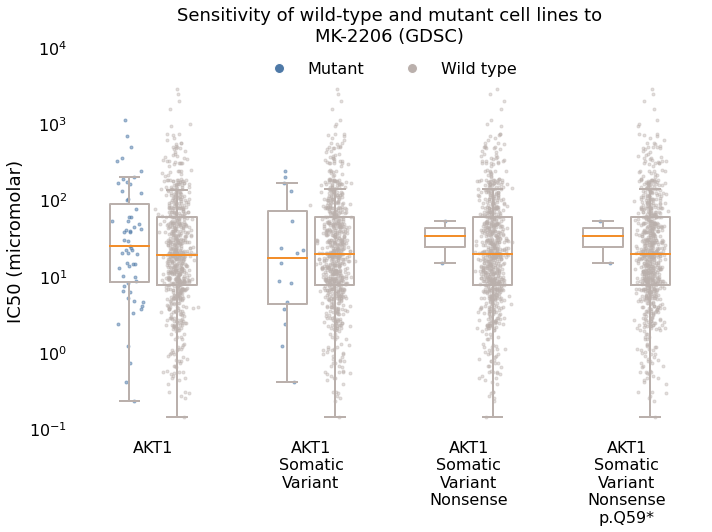 Sensitivity of wild-type and mutant cell lines to
MK-2206 (GDSC)
Mutant
Wild type
IC50 (micromolar)
10^4
10^3
10^2
10^1
10^0
10^−1
AKT1
AKT1
Somatic
Variant
AKT1
Somatic
Variant
Nonsense
AKT1
Somatic
Variant
Nonsense
p.Q59*